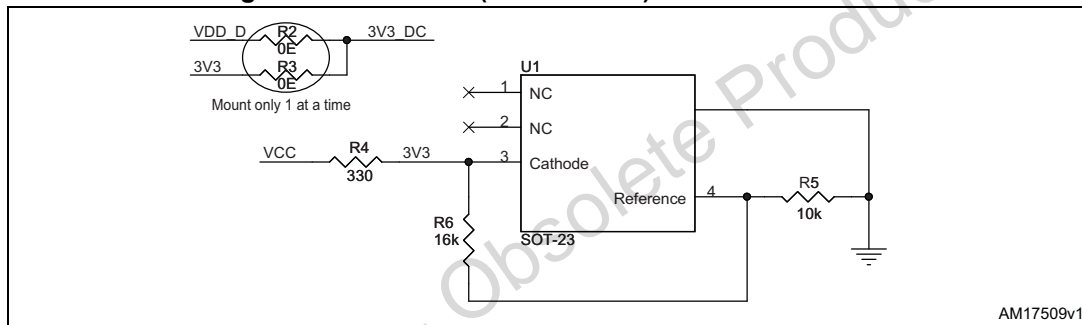 VDD_D R2 3V3_DC
0E
3V3 R3
0E
Mount only 1 at a time
U1
1 NC
2 NC
VCC R4 3V3 3 Cathode
330
Reference 4 R5
10k
R6
16k
SOT-23
AM17509v1
Obsolete Produc